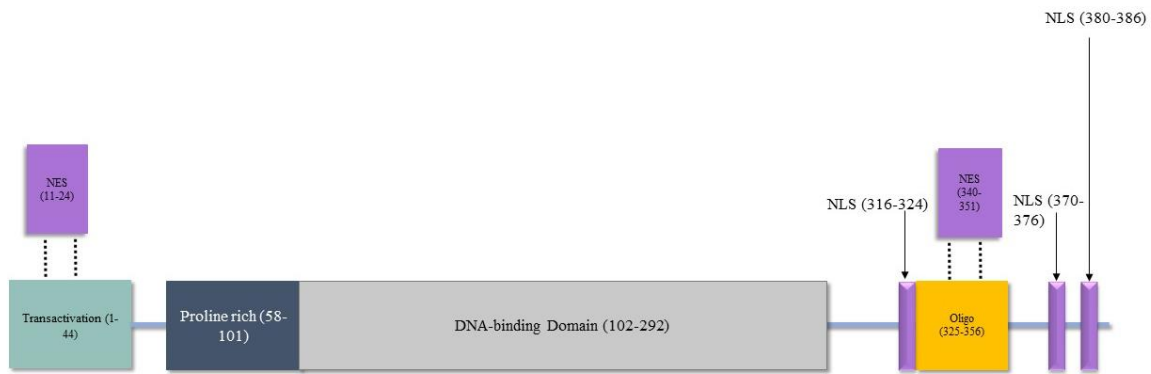 NLS (380-386)
NES
(11-24)
NES
(340-
351)
NLS (316-324)
NLS (370-
376)
Transactivation (1-
44)
Proline rich (58-
101)
DNA-binding Domain (102-292)
Oligo
(325-356)